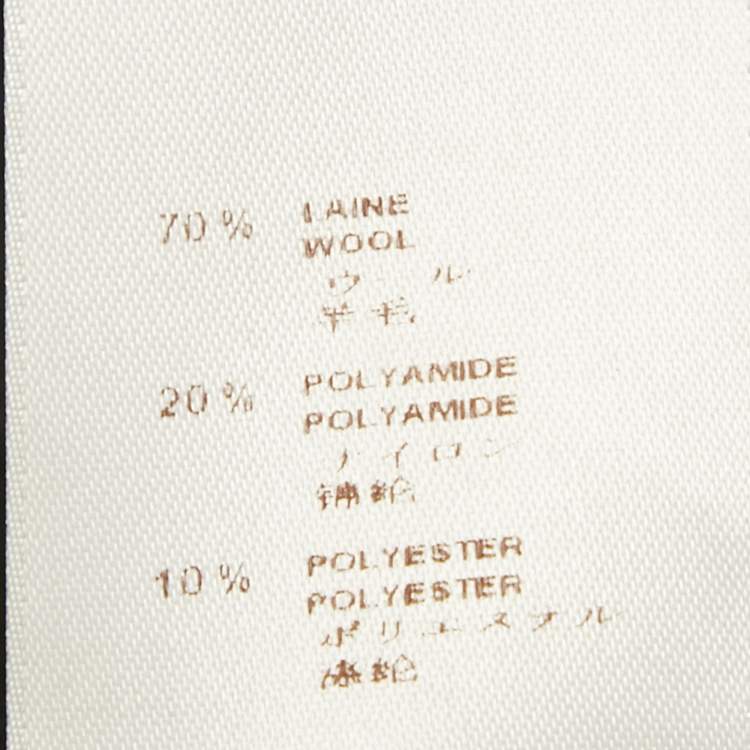 70% LAINE
WOOL
ウール
羊毛
20% POLYAMIDE
POLYAMIDE
ナイロン
锦纶
10% POLYESTER
POLYESTER
ポリエステル
涤纶